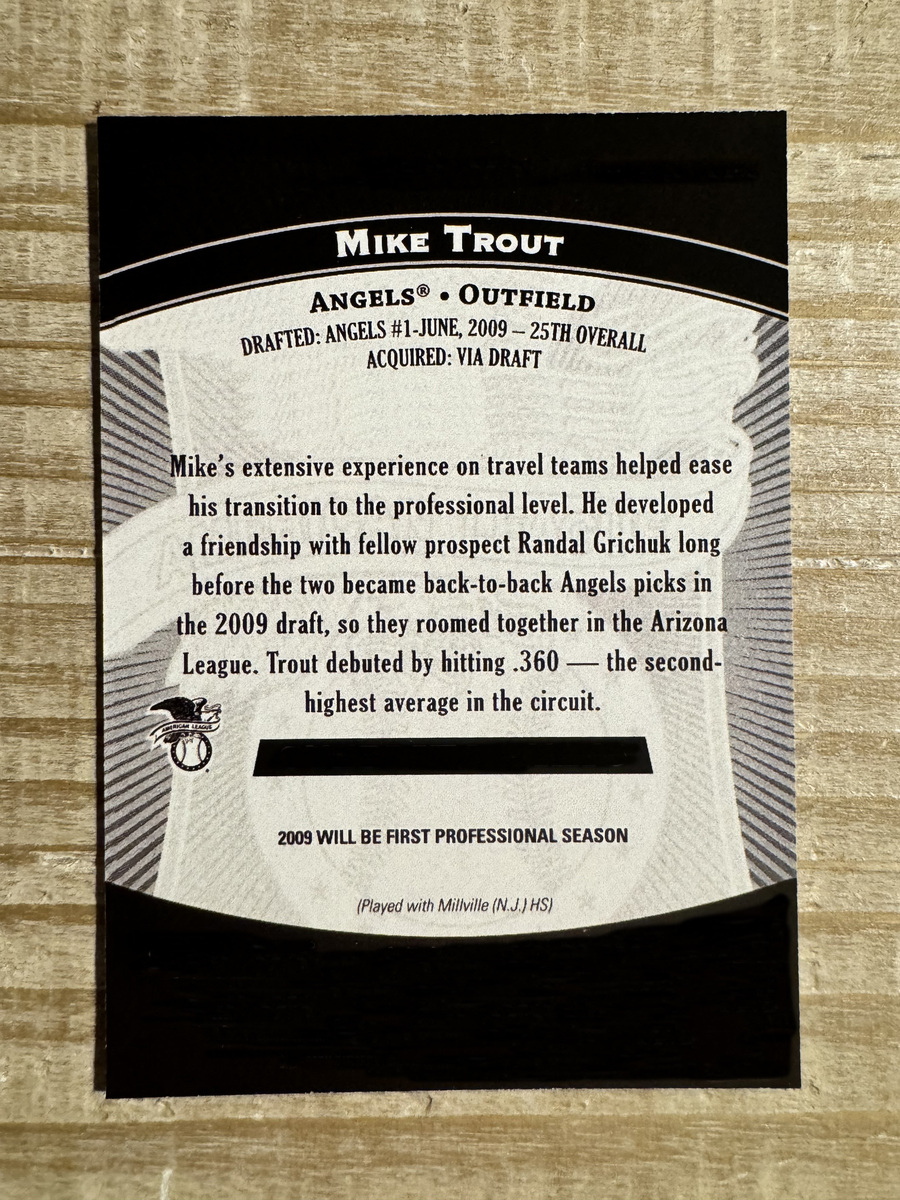 MIKE TROUT
ANGELS® • OUTFIELD
DRAFTED: ANGELS #1-JUNE, 2009 – 25TH OVERALL
ACQUIRED: VIA DRAFT
Mike's extensive experience on travel teams helped ease
his transition to the professional level. He developed
a friendship with fellow prospect Randal Grichuk long
before the two became back-to-back Angels picks in
the 2009 draft, so they roomed together in the Arizona
League. Trout debuted by hitting .360 — the second-
highest average in the circuit.
AMERICAN LEAGUE
2009 WILL BE FIRST PROFESSIONAL SEASON
(Played with Millville (N.J.) HS)